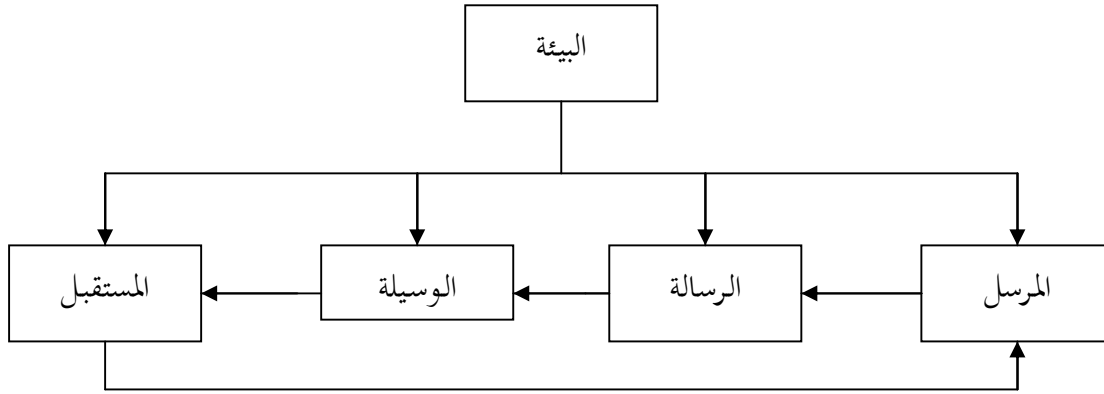 البيئة
المرسل
الرسالة
الوسيلة
المستقبل